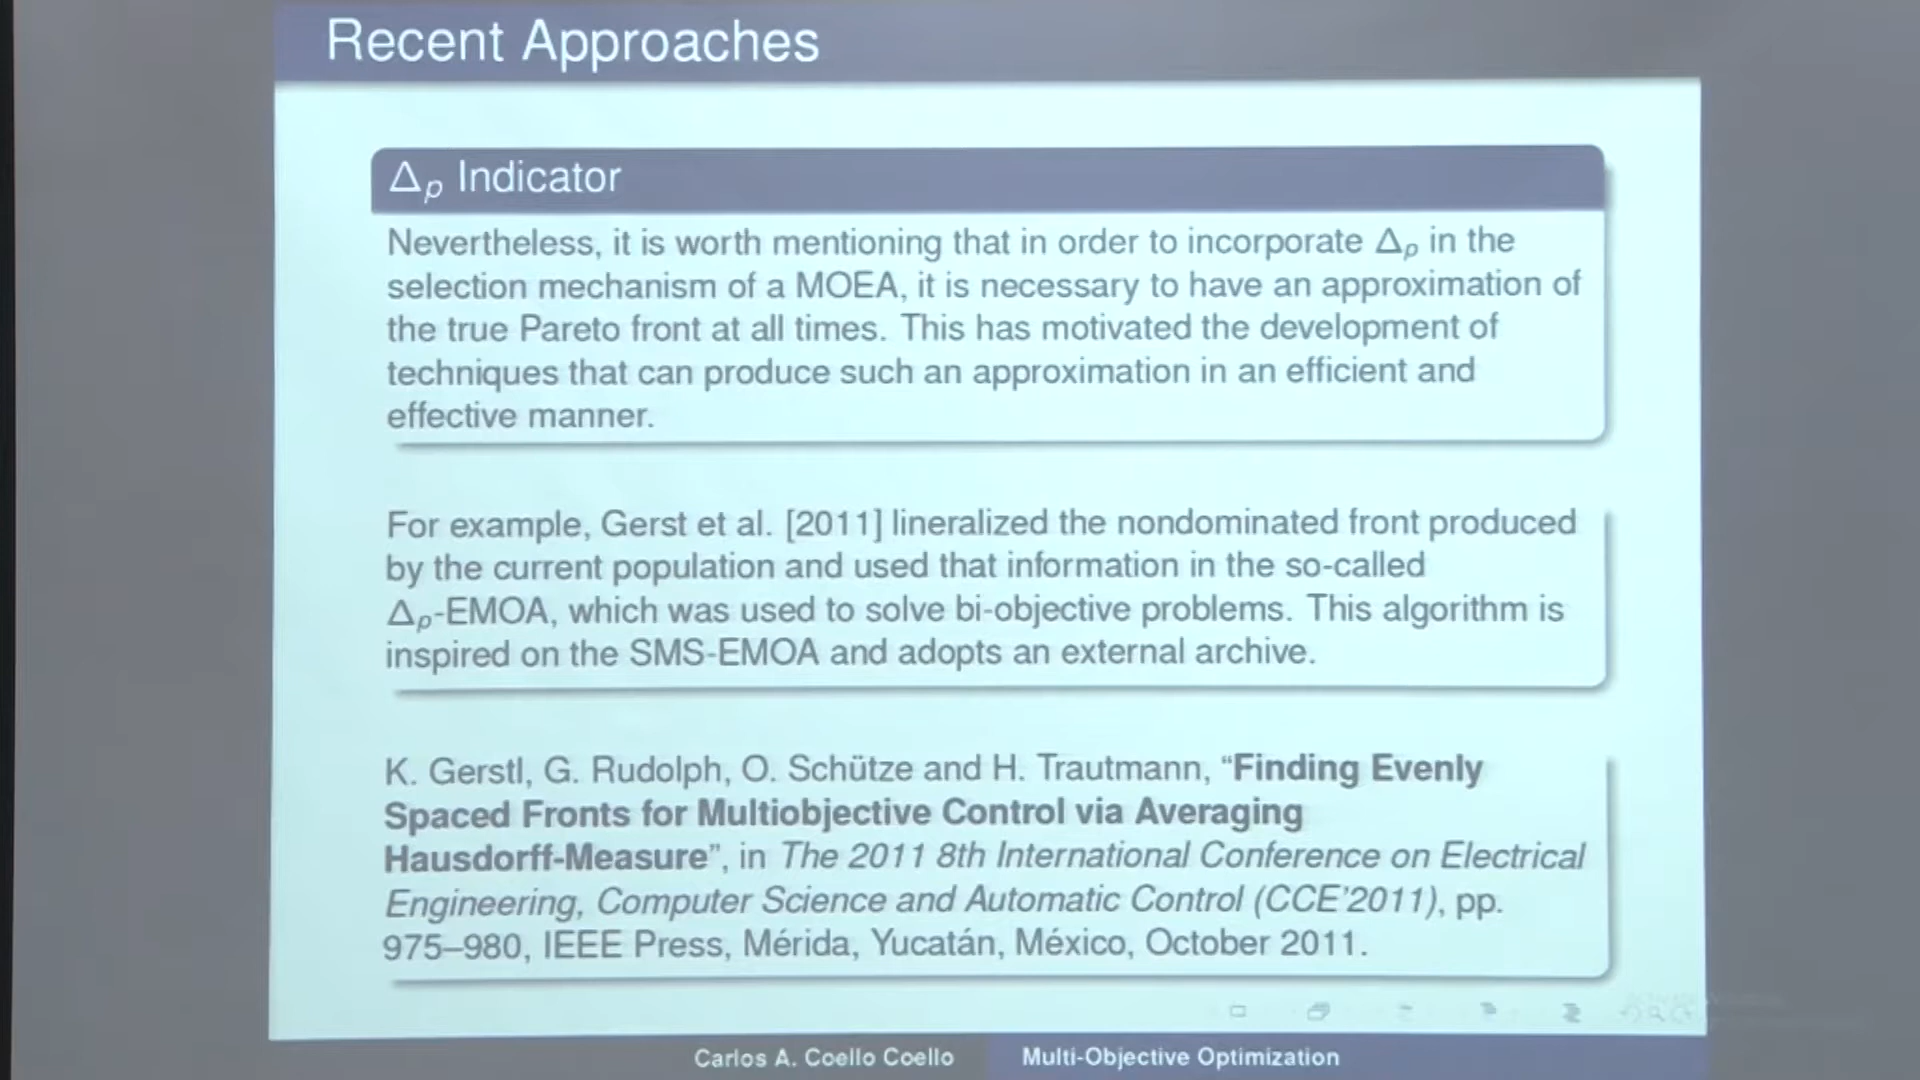 Recent Approaches
Δp Indicator
Nevertheless, it is worth mentioning that in order to incorporate Δp in the
selection mechanism of a MOEA, it is necessary to have an approximation of
the true Pareto front at all times. This has motivated the development of
techniques that can produce such an approximation in an efficient and
effective manner.
For example, Gerst et al. [2011] lineralized the nondominated front produced
by the current population and used that information in the so-called
Δp-EMOA, which was used to solve bi-objective problems. This algorithm is
inspired on the SMS-EMOA and adopts an external archive.
K. Gerstl, G. Rudolph, O. Schütze and H. Trautmann, “Finding Evenly
Spaced Fronts for Multiobjective Control via Averaging
Hausdorff-Measure”, in The 2011 8th International Conference on Electrical
Engineering, Computer Science and Automatic Control (CCE’2011), pp.
975–980, IEEE Press, Mérida, Yucatán, México, October 2011.
Carlos A. Coello Coello Multi-Objective Optimization